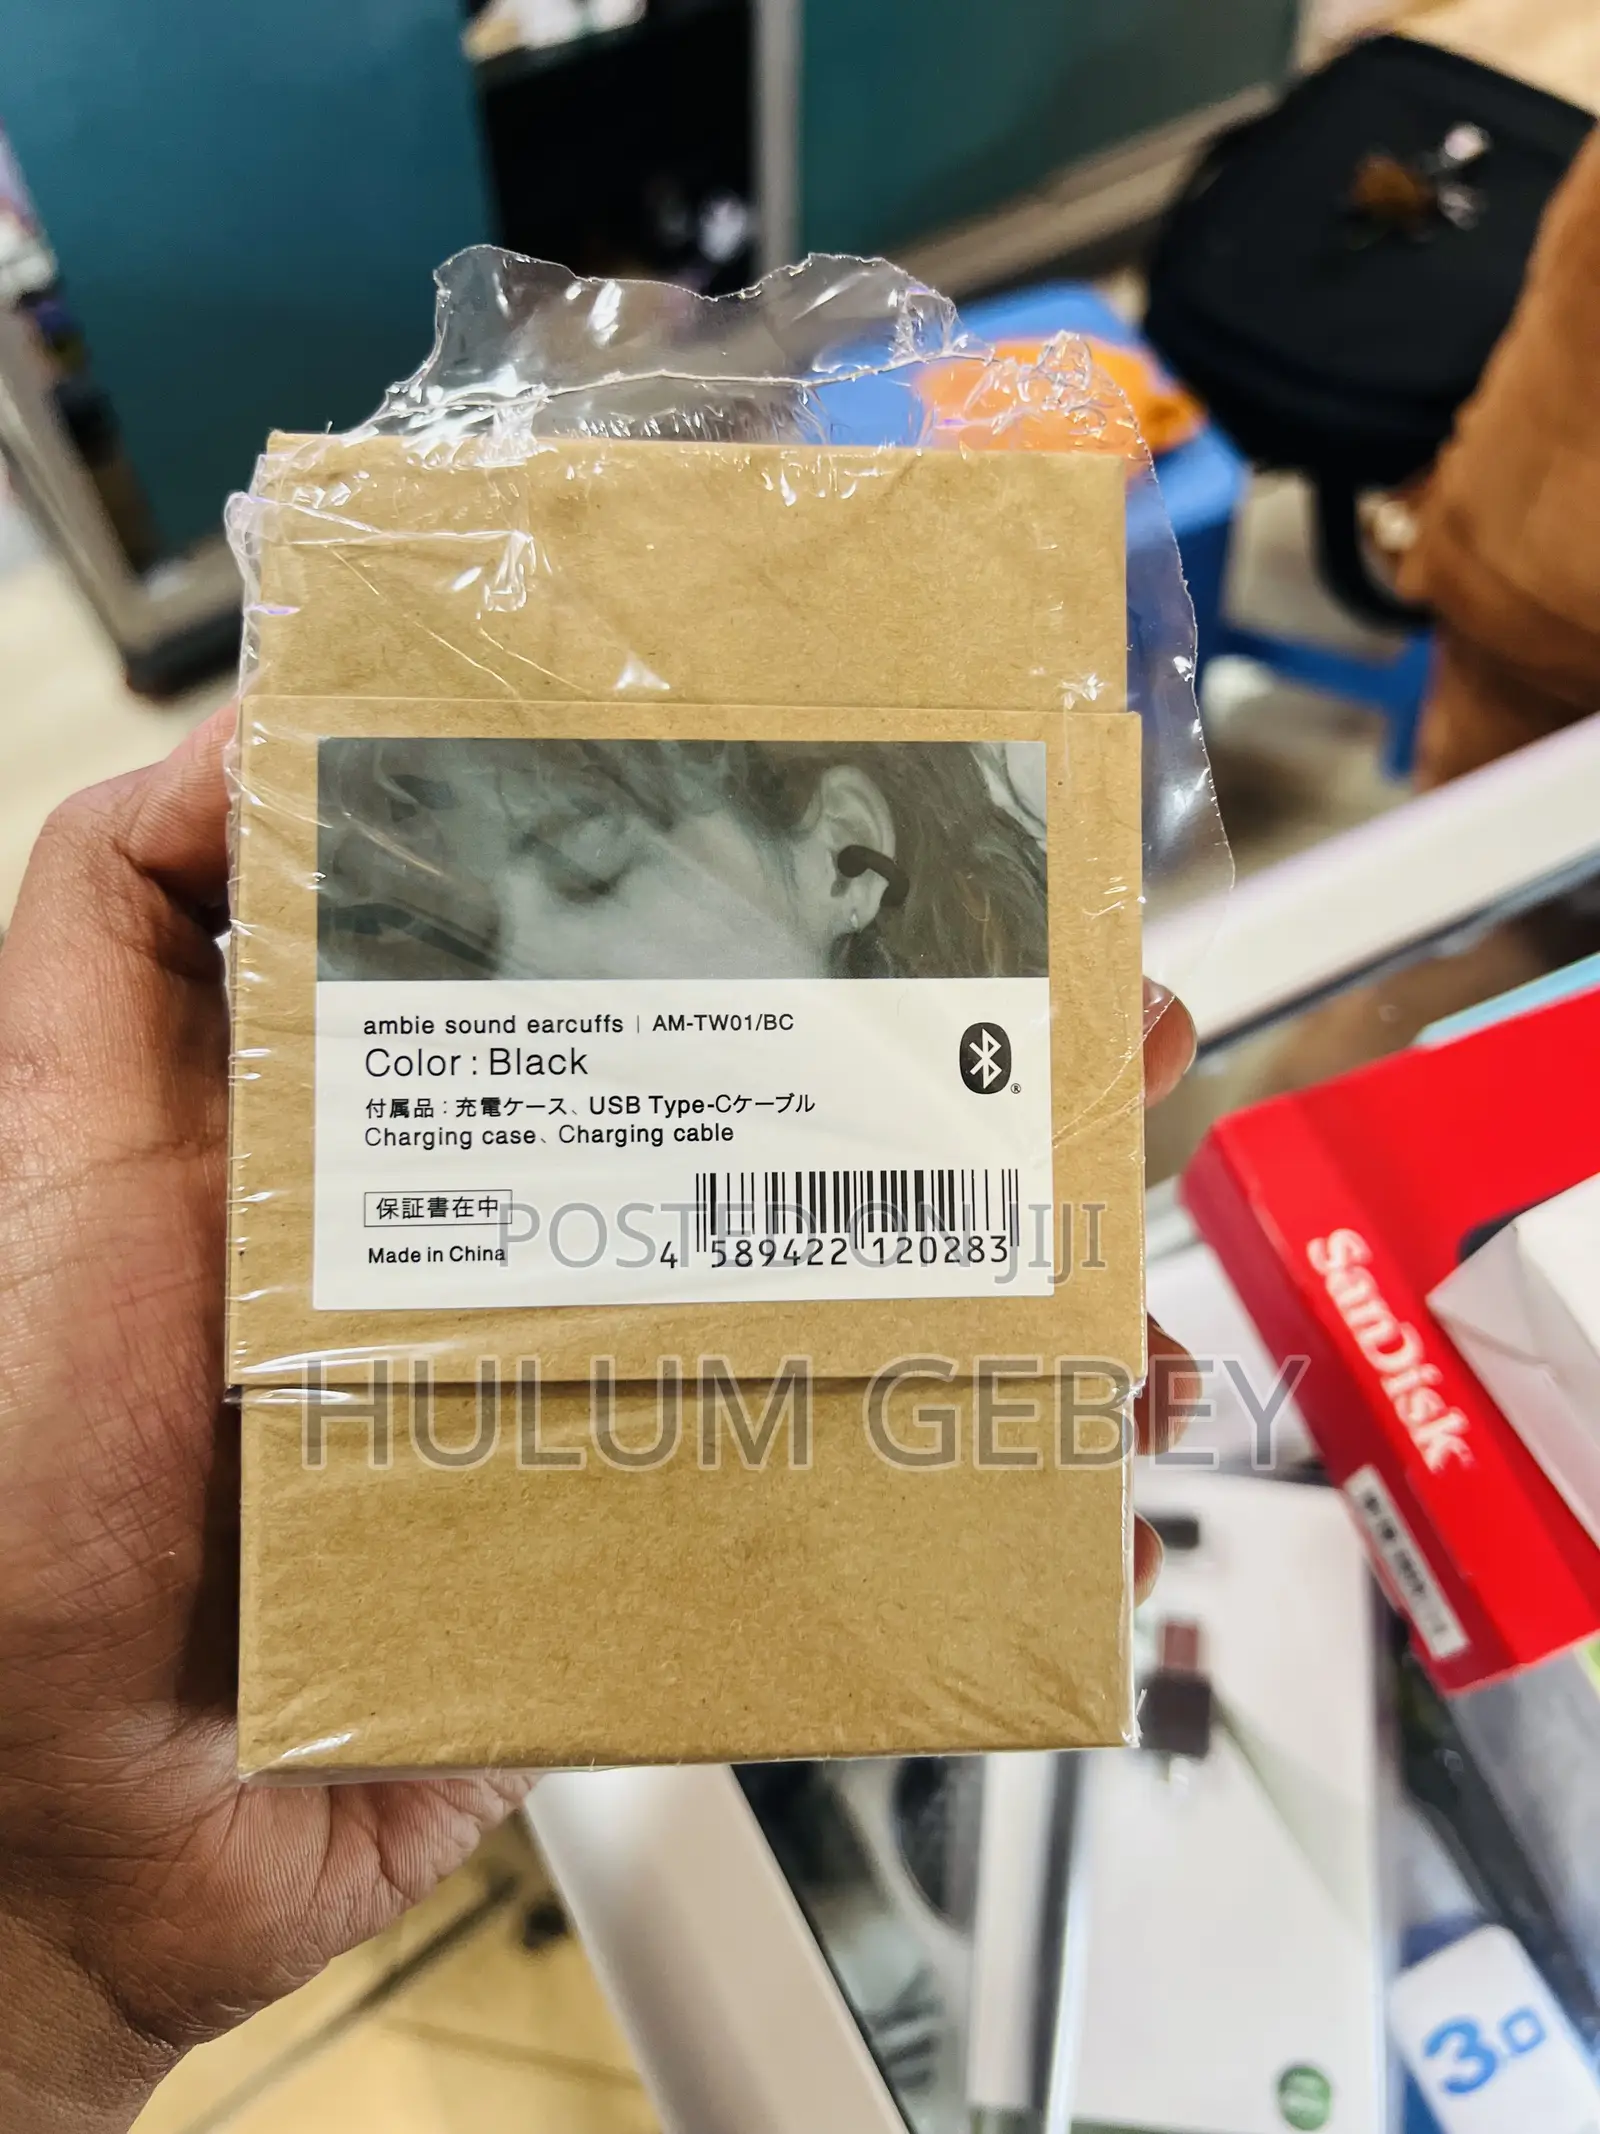 ambie sound earcuffs | AM-TW01/BC
Color : Black
付属品 : 充電ケース、USB Type-Cケーブル
Charging case、Charging cable
保証書在中
Made in China
4 589422 120283
POSTED ON JIJI
HULUM GEBEY
SanDisk
3.0